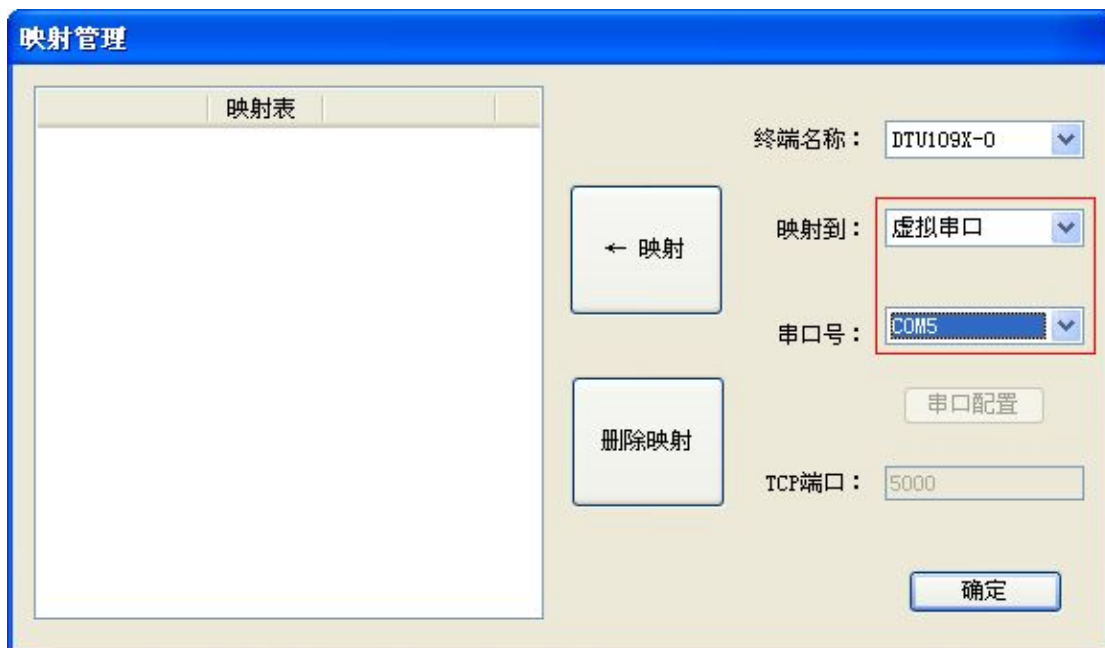 映射管理
映射表
终端名称： DTU109X-0
← 映射
映射到： 虚拟串口
串口号： COM5
串口配置
删除映射
TCP端口： 5000
确定